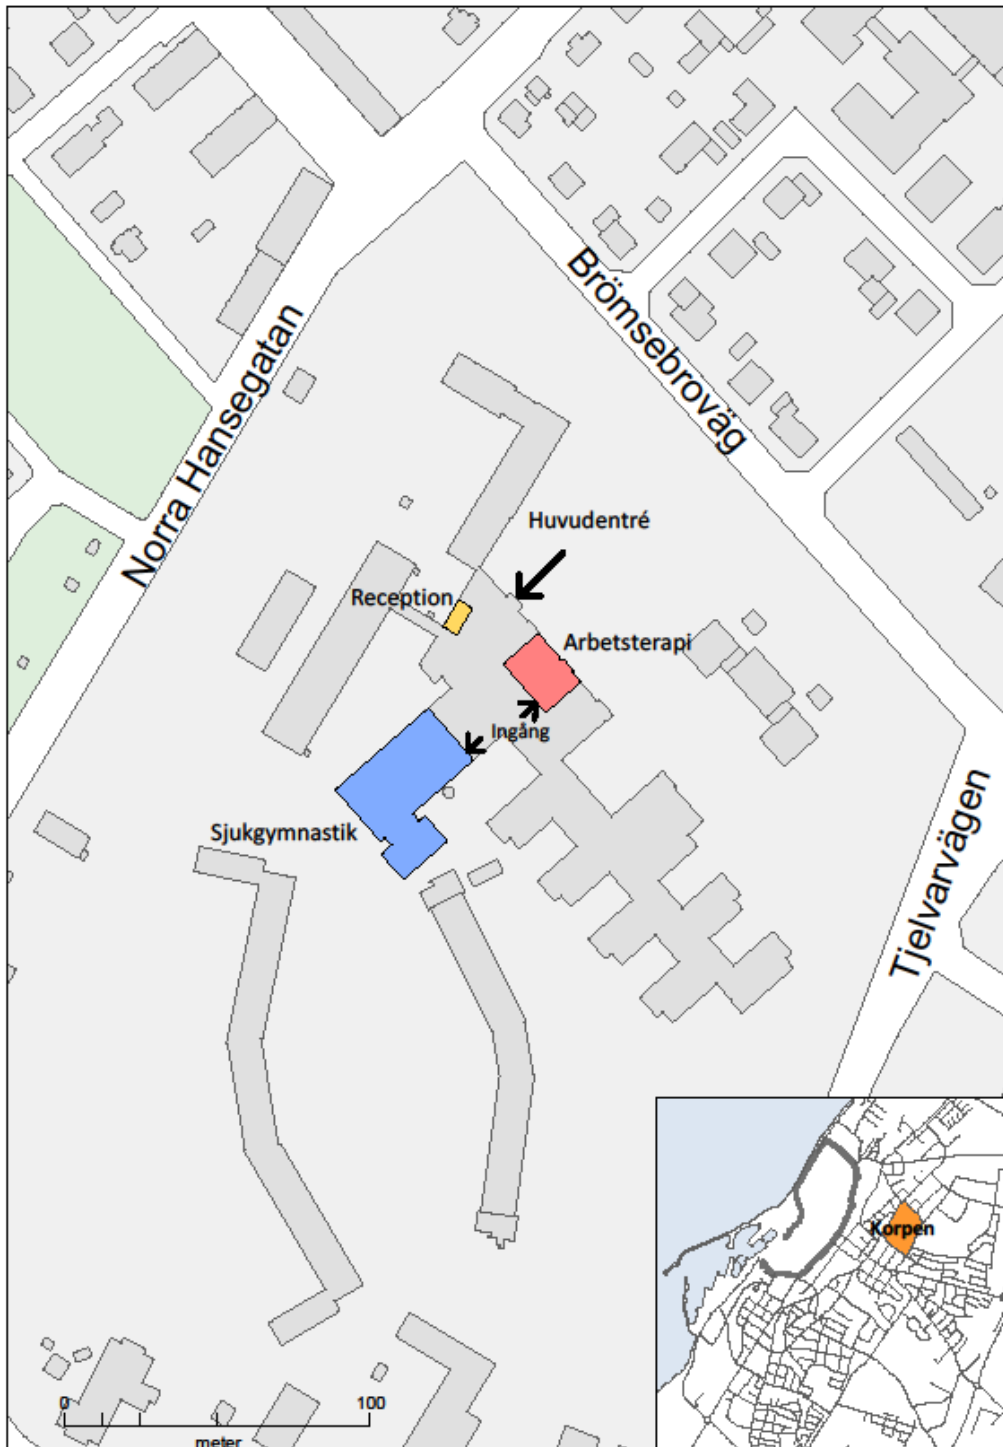 Brömsebroväg
Norra Hansegatan
Huvudentré
Reception
Arbetsterapi
Ingång
Sjukgymnastik
Tjelvarvägen
Korpen
0 100
meter